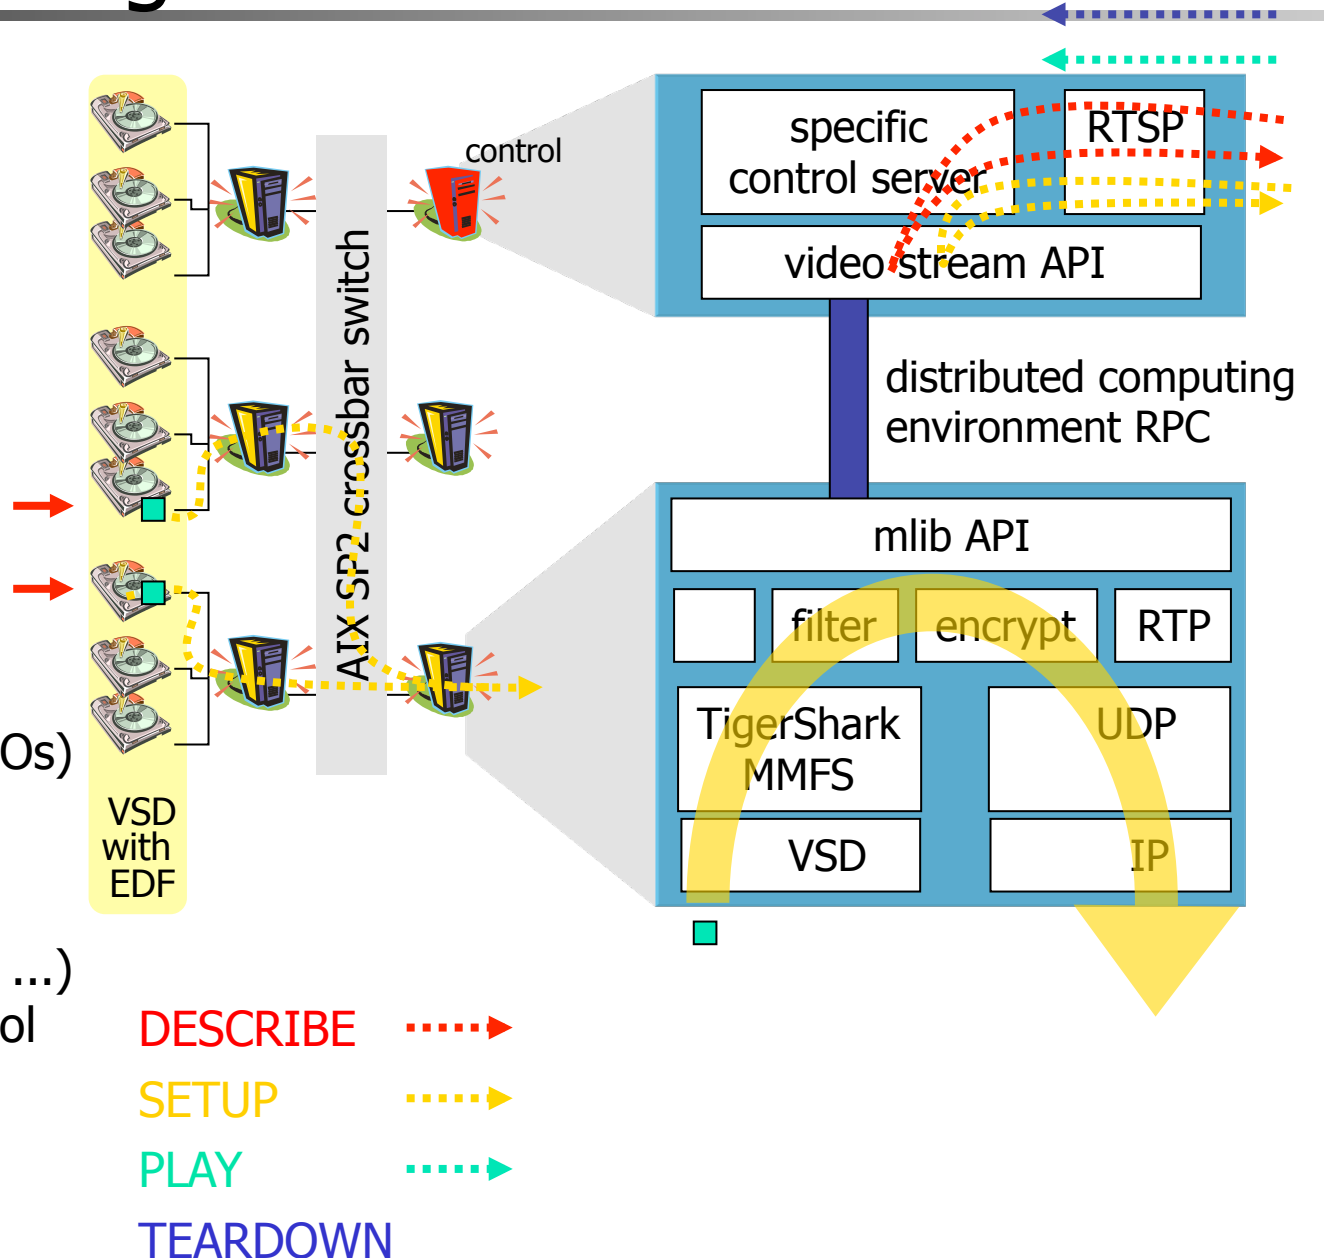 g
control
specific
control server
RTSP
video stream API
AIX SP2 crossbar switch
distributed computing
environment RPC
mlib API
filter
encrypt
RTP
TigerShark
MMFS
UDP
VSD
IP
Os)
VSD
with
EDF
...)
ol
DESCRIBE
SETUP
PLAY
TEARDOWN